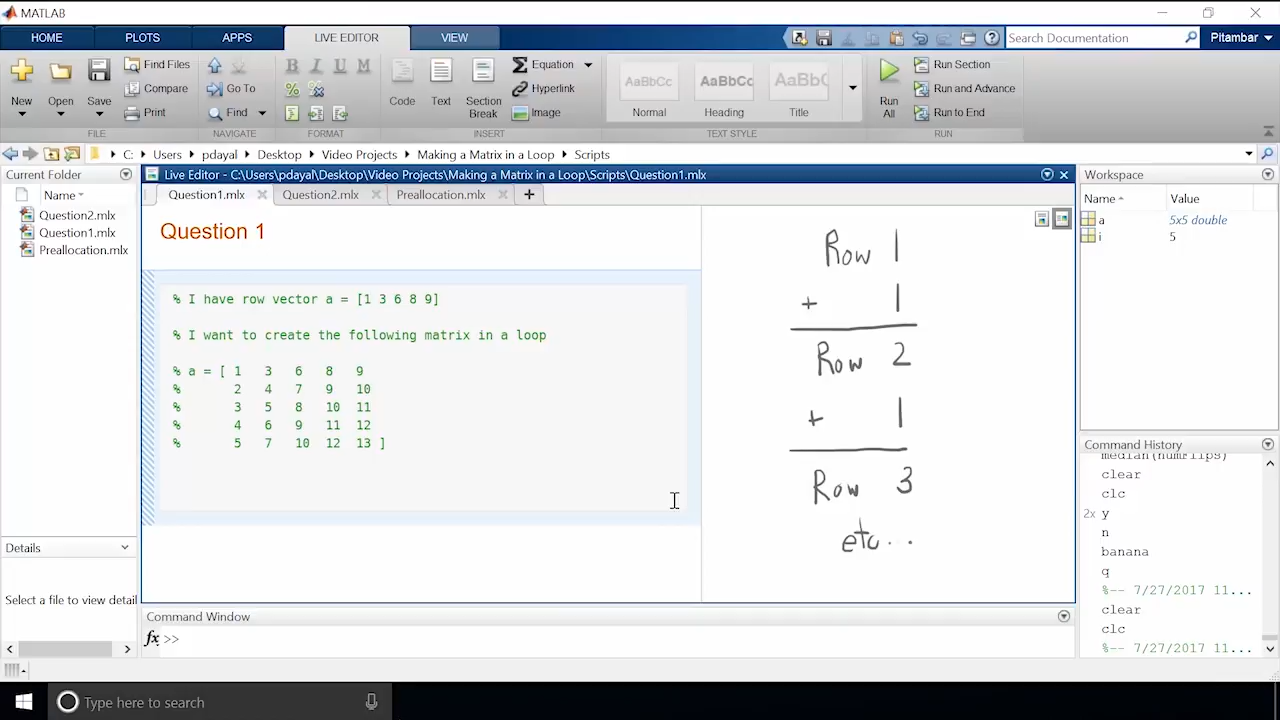 MATLAB
HOME PLOTS APPS LIVE EDITOR VIEW
Search Documentation
Pitambar
New
Open
Save
Find Files
Compare
Print
FILE
Go To
Find
NAVIGATE
B I U M
FORMAT
Code
Text
Section Break
Equation
Hyperlink
Image
INSERT
AaBbCc
Normal
AaBbCc
Heading
AaBbC
Title
TEXT STYLE
Run All
Run Section
Run and Advance
Run to End
RUN
C: Users pdayal Desktop Video Projects Making a Matrix in a Loop Scripts
Current Folder
Name
Question2.mlx
Question1.mlx
Preallocation.mlx
Details
Select a file to view detail
Live Editor - C:\Users\pdayal\Desktop\Video Projects\Making a Matrix in a Loop\Scripts\Question1.mlx
Question1.mlx Question2.mlx Preallocation.mlx +
Question 1
% I have row vector a = [1 3 6 8 9]
% I want to create the following matrix in a loop
% a = [ 1 3 6 8 9
% 2 4 7 9 10
% 3 5 8 10 11
% 4 6 9 11 12
% 5 7 10 12 13 ]
Row 1
+ 1
Row 2
+ 1
Row 3
etc...
Command Window
fx >>
Workspace
Name Value
a 5x5 double
i 5
Command History
median(numFlips)
clear
clc
2x y
n
banana
q
%-- 7/27/2017 11...
clear
clc
%-- 7/27/2017 11...
Type here to search